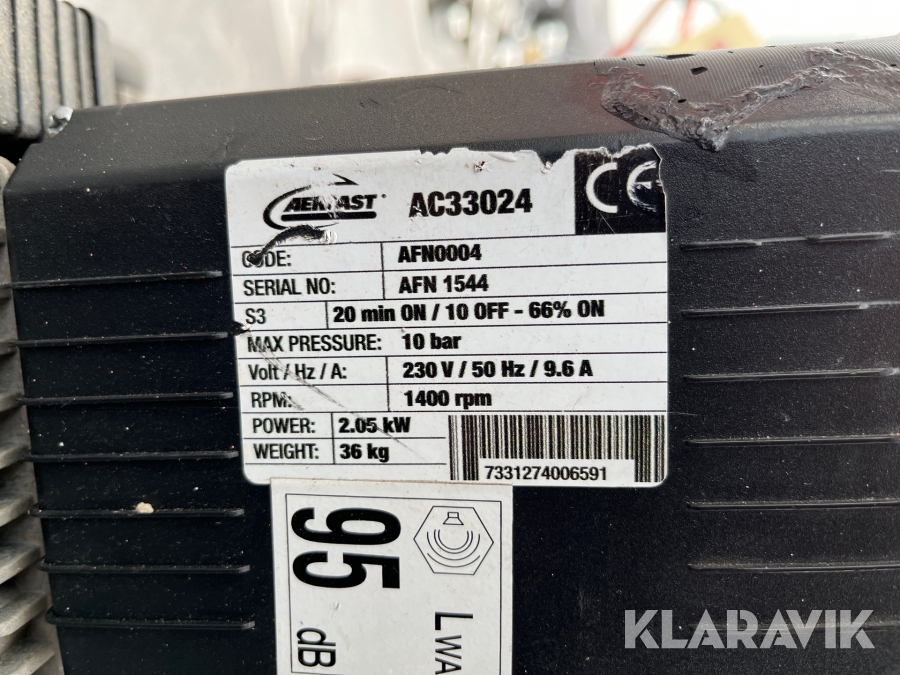 AERFAST® AC33024 CE
CODE: AFN0004
SERIAL NO: AFN 1544
S3 20 min ON / 10 OFF - 66% ON
MAX PRESSURE: 10 bar
Volt / Hz / A: 230 V / 50 Hz / 9.6 A
RPM: 1400 rpm
POWER: 2.05 kW
WEIGHT: 36 kg
7331274006591
95 dB
LWA
KLARAVIK